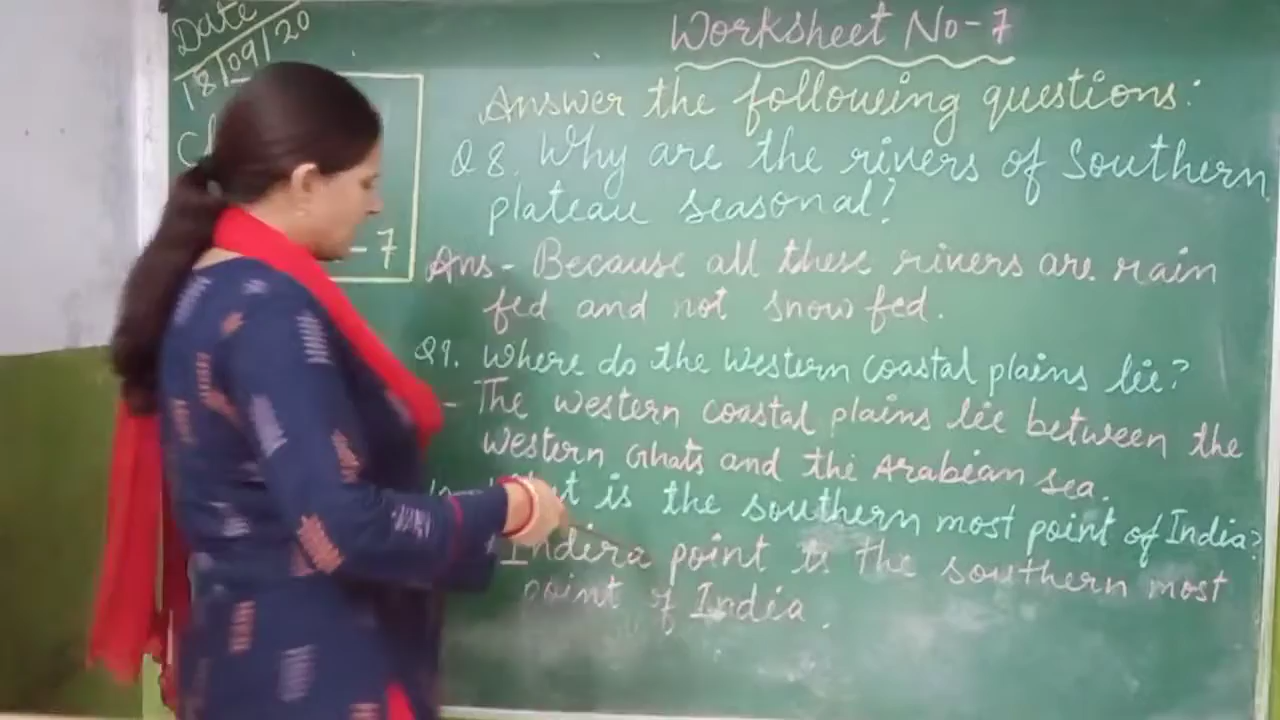 Date
18/09/20
- 7
Worksheet No-7
Answer the following questions:
Q 8. Why are the rivers of Southern
plateau seasonal?
Ans - Because all these rivers are rain
fed and not snow fed.
Q9. Where do the Western coastal plains lie?
- The western coastal plains lie between the
western Ghats and the Arabian sea.
is the southern most point of India?
Indira point is the southern most
point of India.